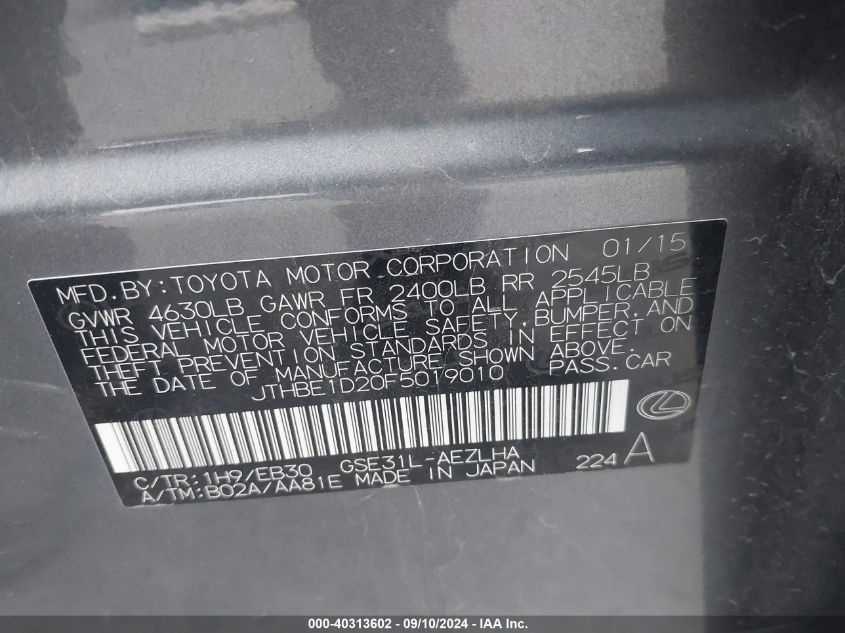 MFD.BY:TOYOTA MOTOR CORPORATION 01/15
GVWR 4630LB GAWR FR 2400LB RR 2545LB
THIS VEHICLE CONFORMS TO ALL APPLICABLE
FEDERAL MOTOR VEHICLE SAFETY,BUMPER,AND
THEFT PREVENTION STANDARDS IN EFFECT ON
THE DATE OF MANUFACTURE SHOWN ABOVE.
JTHBE1D20F5019010 PASS.CAR
C/TR:1H9/EB30 GSE31L-AEZLHA
A/TM:B02A/AA81E MADE IN JAPAN 224 A
000-40313602 - 09/10/2024 - IAA Inc.